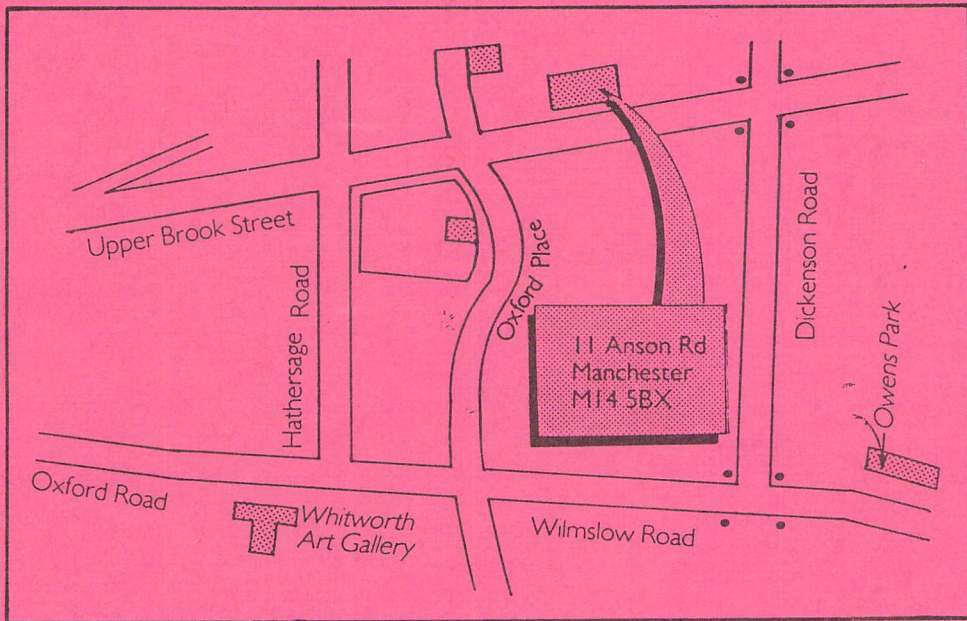 Upper Brook Street
Hathersage Road
Oxford Place
Dickenson Road
11 Anson Rd
Manchester
M14 5BX
Owens Park
Oxford Road
Whitworth
Art Gallery
Wilmslow Road